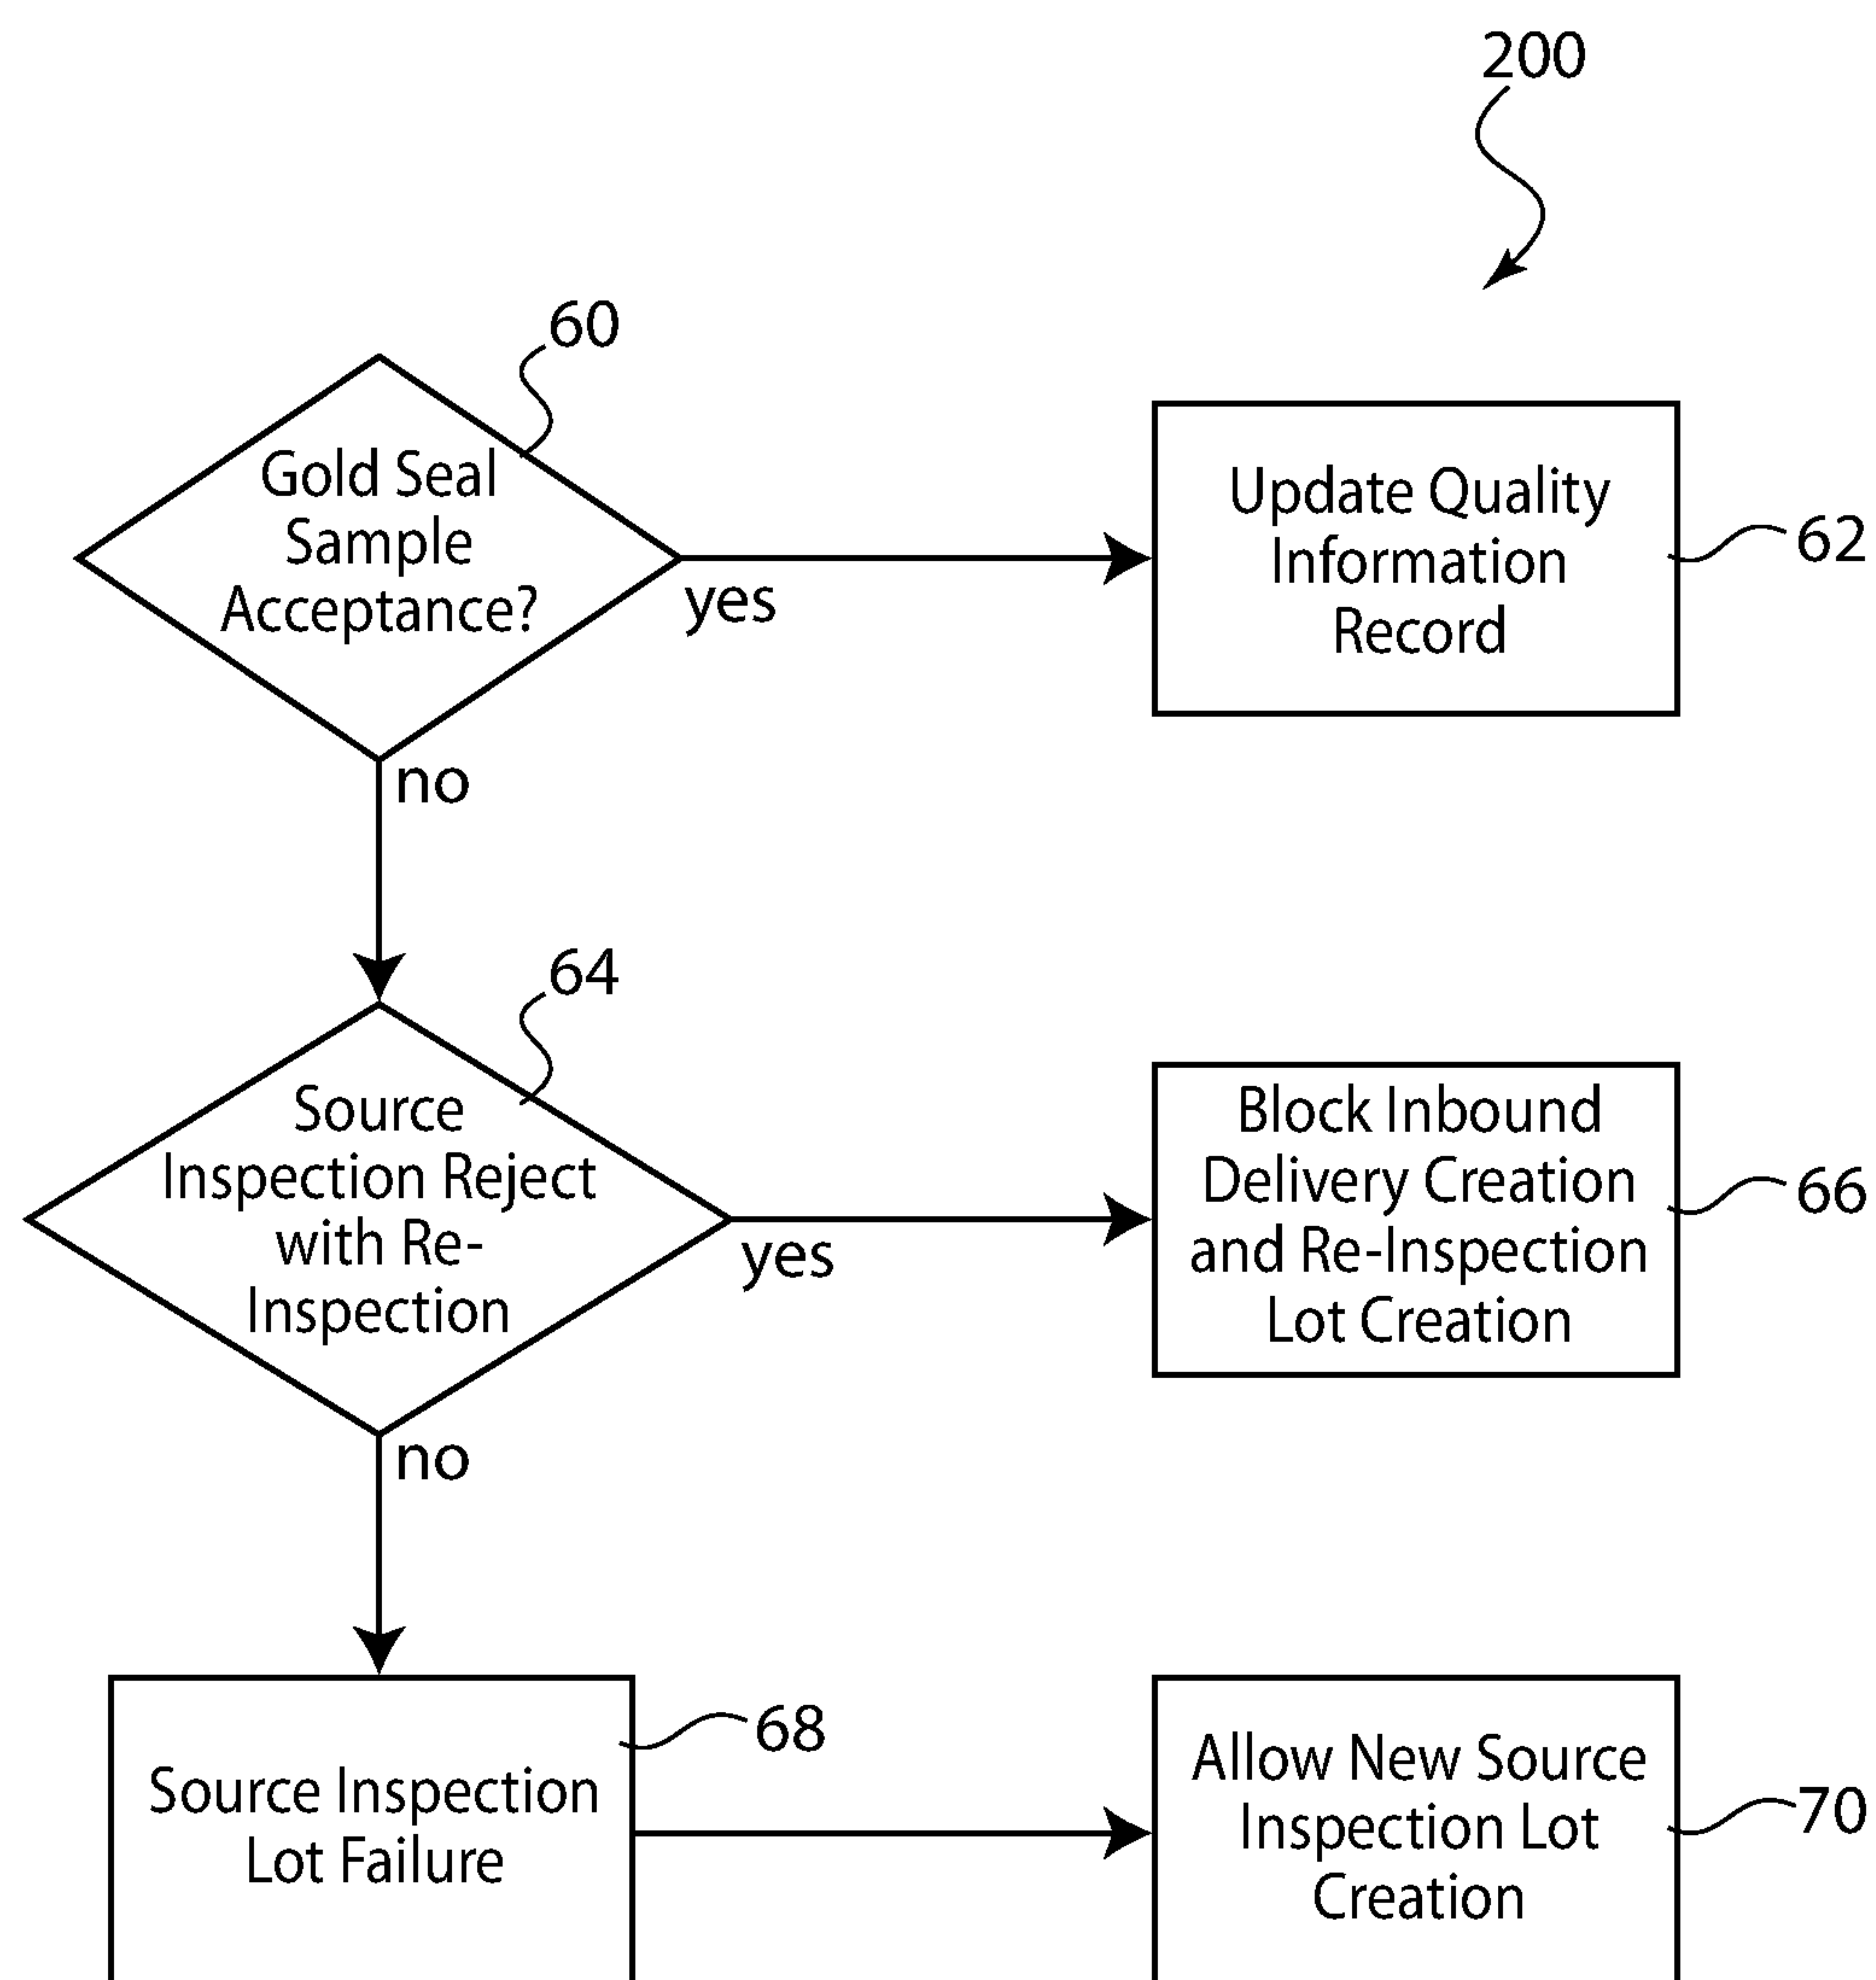 200
60
Gold Seal
Sample
Acceptance?
yes
no
Update Quality
Information
Record
62
64
Source
Inspection Reject
with Re-
Inspection
yes
no
Block Inbound
Delivery Creation
and Re-Inspection
Lot Creation
66
68
Source Inspection
Lot Failure
Allow New Source
Inspection Lot
Creation
70